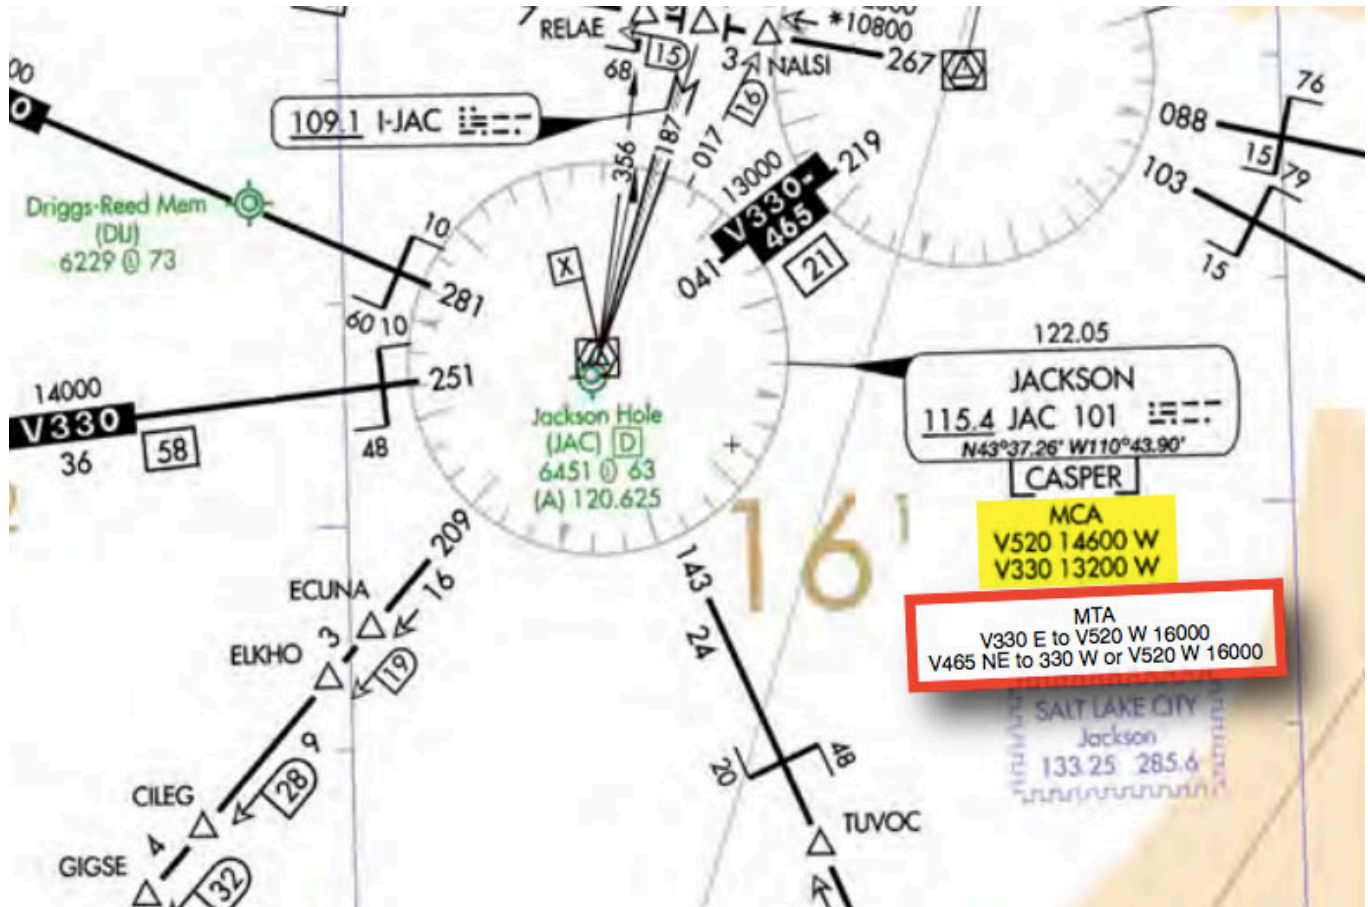 RELAE
*10800
15
3
NALSI
267
68
76
00
0
109.1 I-JAC
16
088
15
79
356
187
017
13000
219
103
Driggs-Reed Mem
(DIJ)
6229 73
10
V330-
465
X
21
041
15
281
60
10
122.05
251
JACKSON
14000
115.4 JAC 101
V330
N43°37.26' W110°43.90'
58
Jackson Hole
36
48
(JAC) D
CASPER
6451 63
(A) 120.625
16
MCA
V520 14600 W
V330 13200 W
209
143
ECUNA
16
MTA
V330 E to V520 W 16000
V465 NE to 330 W or V520 W 16000
3
24
ELKHO
19
SALT LAKE CITY
Jackson
133.25 285.6
9
20
48
28
CILEG
TUVOC
4
GIGSE
32